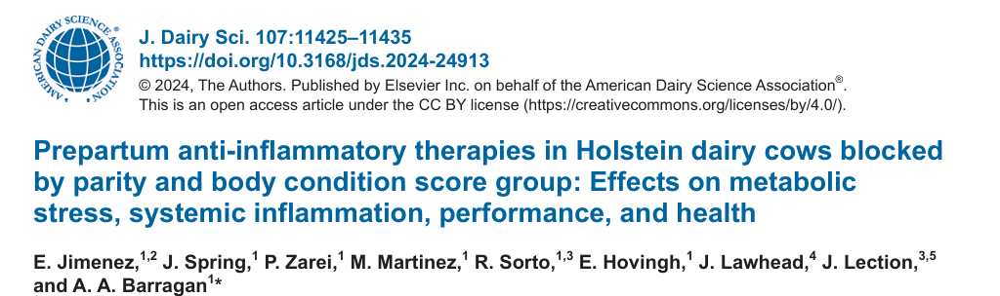 AMERICAN DAIRY SCIENCE ASSOCIATION®
J. Dairy Sci. 107:11425–11435
https://doi.org/10.3168/jds.2024-24913
© 2024, The Authors. Published by Elsevier Inc. on behalf of the American Dairy Science Association®.
This is an open access article under the CC BY license (https://creativecommons.org/licenses/by/4.0/).
Prepartum anti-inflammatory therapies in Holstein dairy cows blocked
by parity and body condition score group: Effects on metabolic
stress, systemic inflammation, performance, and health
E. Jimenez,1,2 J. Spring,1 P. Zarei,1 M. Martinez,1 R. Sorto,1,3 E. Hovingh,1 J. Lawhead,4 J. Lection,3,5
and A. A. Barragan1*